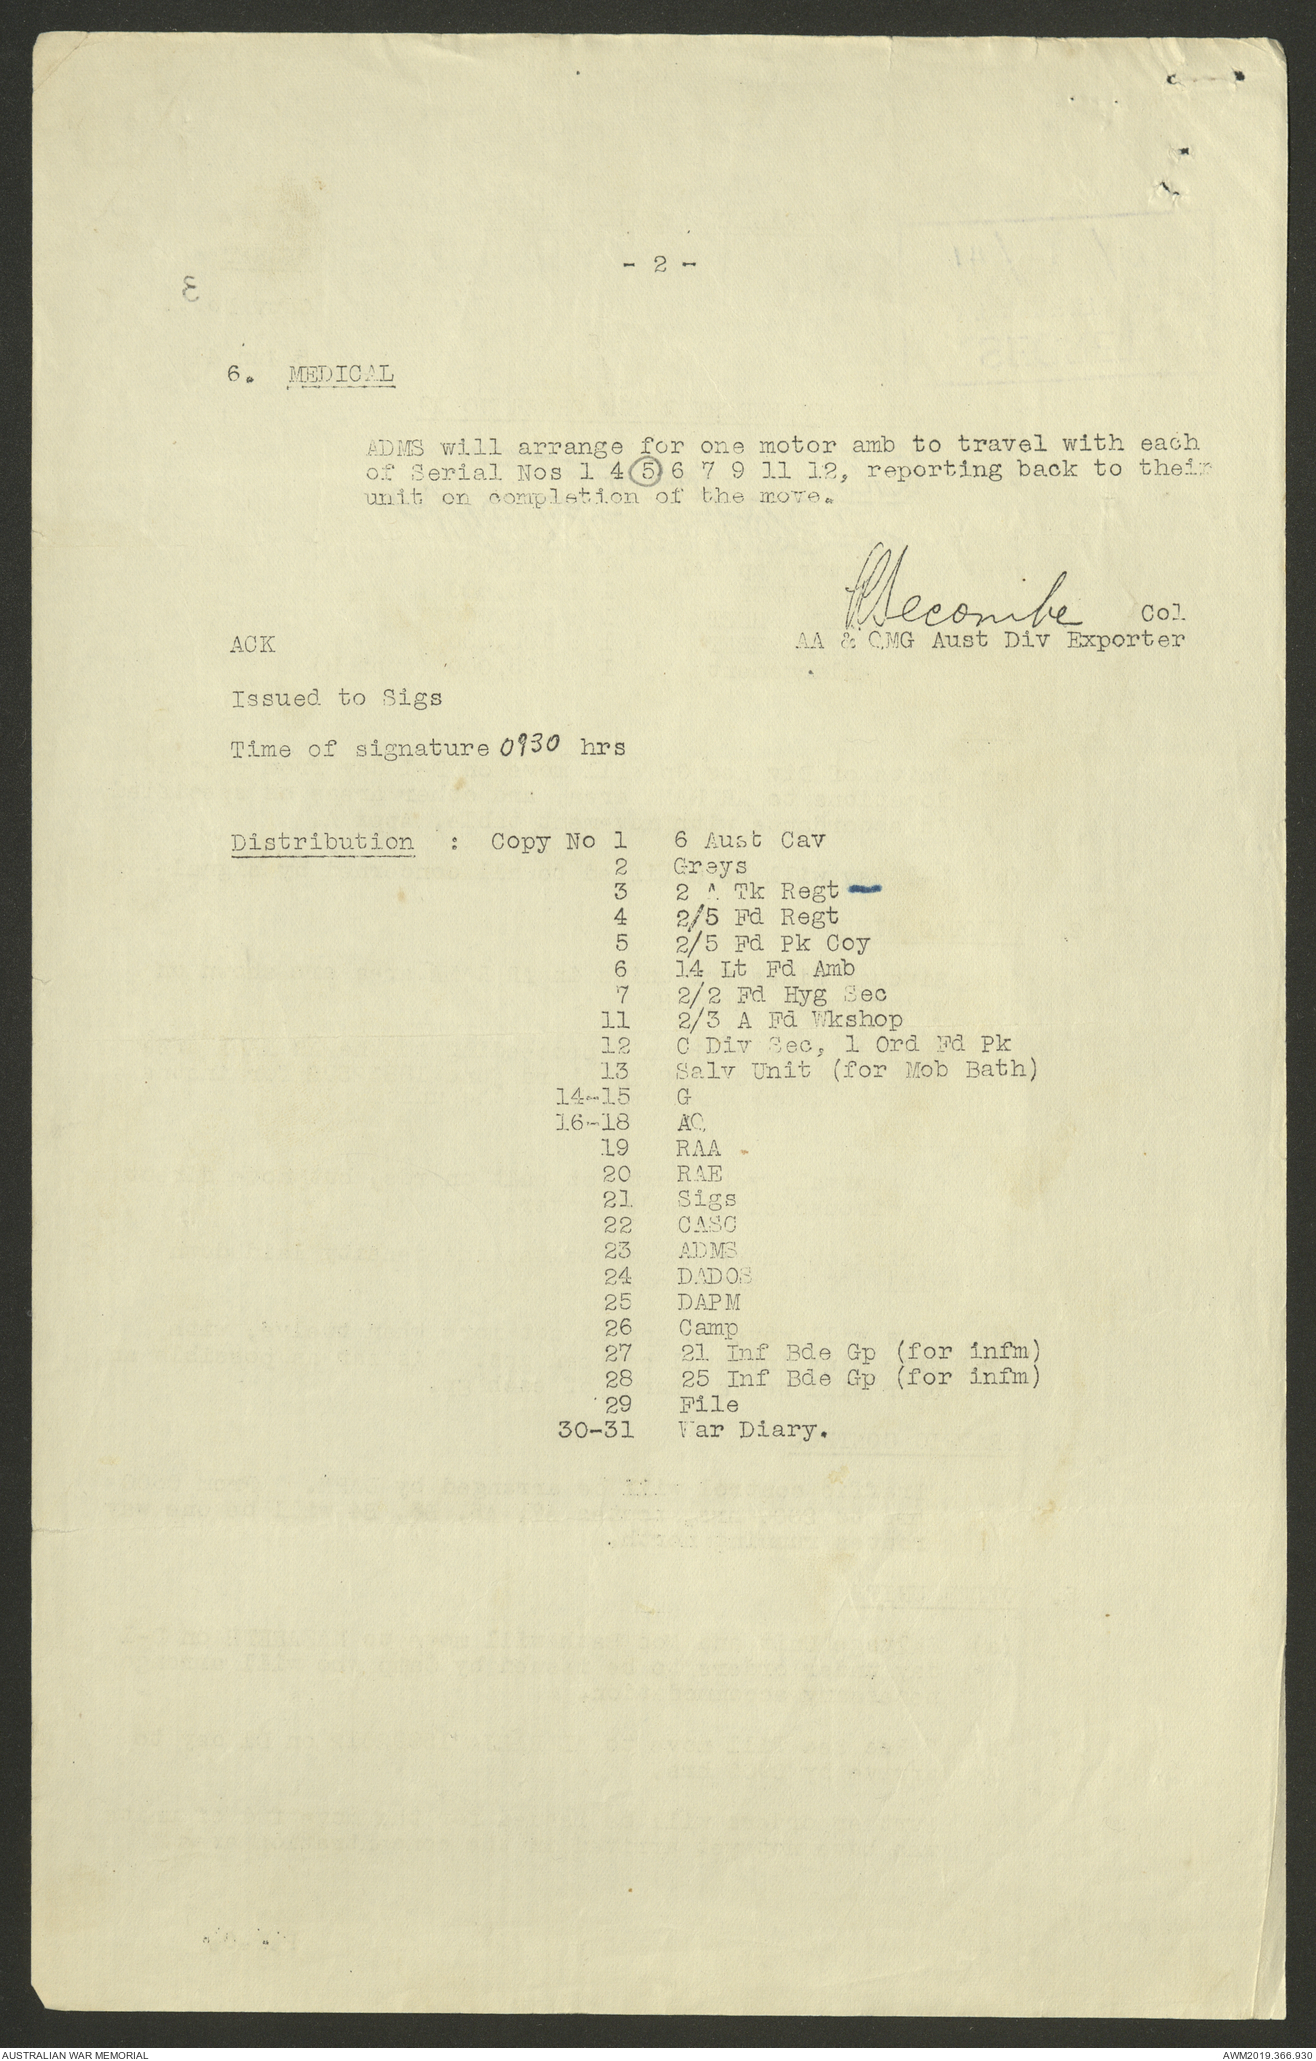 - 2 -
3
6. MEDICAL
ADMS will arrange for one motor amb to travel with each
of Serial Nos 1 4 5 6 7 9 11 12, reporting back to their
unit on completion of the move.
Secombe Col
AA & QMG Aust Div Exporter
ACK
Issued to Sigs
Time of signature 0930 hrs
Distribution : Copy No 1 6 Aust Cav
2 Greys
3 2 A Tk Regt
4 2/5 Fd Regt
5 2/5 Fd Pk Coy
6 14 Lt Fd Amb
7 2/2 Fd Hyg Sec
11 2/3 A Fd Wkshop
12 C Div Sec, 1 Ord Fd Pk
13 Salv Unit (for Mob Bath)
14-15 G
16-18 AQ
19 RAA
20 RAE
21 Sigs
22 CASC
23 ADMS
24 DADOS
25 DAPM
26 Camp
27 21 Inf Bde Gp (for infm)
28 25 Inf Bde Gp (for infm)
29 File
30-31 War Diary.
AUSTRALIAN WAR MEMORIAL
AWM2019.366.930